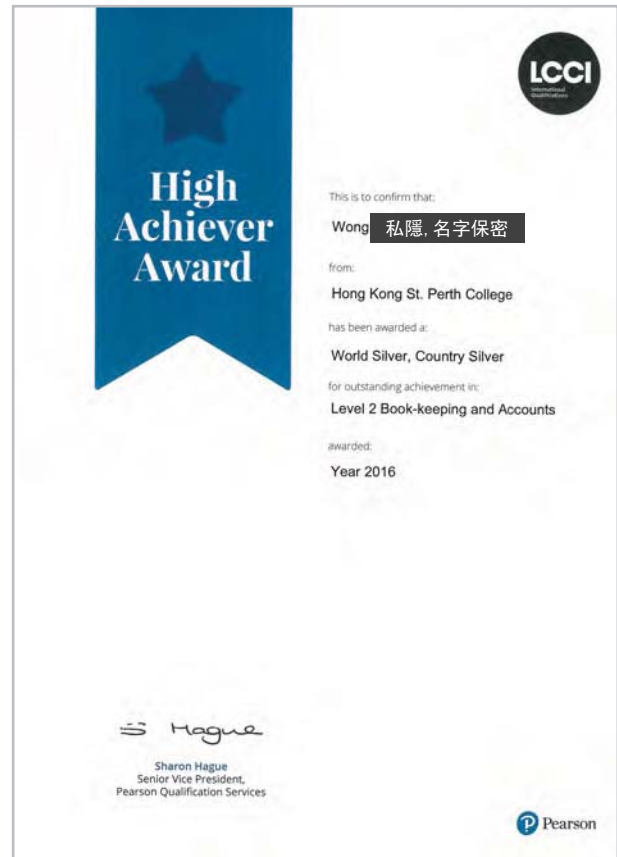 LCCI
International
Qualifications
High
Achiever
Award
This is to confirm that:
Wong 私隱, 名字保密
from:
Hong Kong St. Perth College
has been awarded a:
World Silver, Country Silver
for outstanding achievement in:
Level 2 Book-keeping and Accounts
awarded:
Year 2016
S Hague
Sharon Hague
Senior Vice President,
Pearson Qualification Services
Pearson